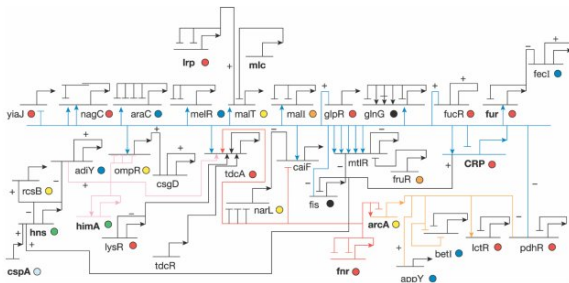 lrp mlc
fecI
yiaJ nagC araC melR malT malI glpR glnG fucR fur
adiY ompR csgD tdcA caiF mtlR CRP
rcsB fruR
hns himA narL fis arcA
lysR betI lctR pdhR
cspA tdcR fnr appY